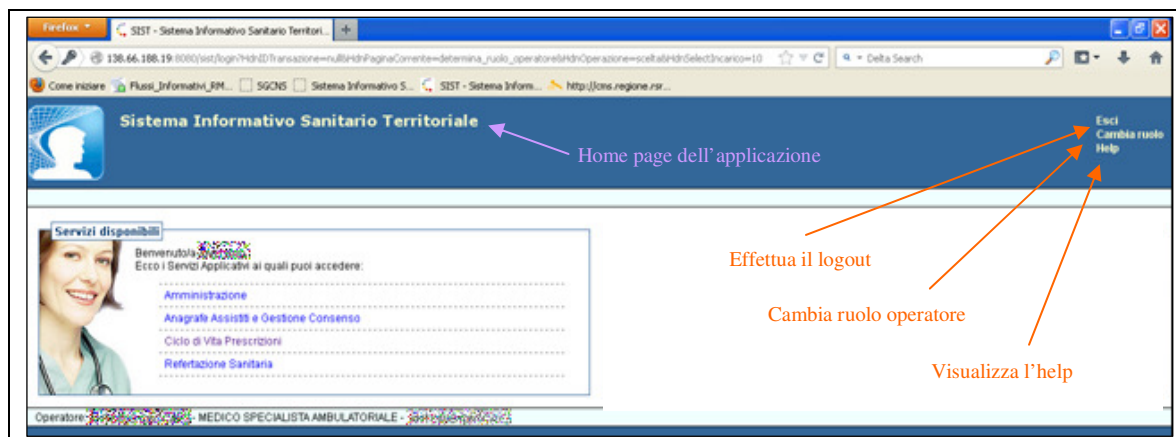 Firefox
SIST - Sistema Informativo Sanitario Territori...
138.66.188.19:8080/sist/login?HdnIDTransazione=null&HdnPaginaCorrente=determina_ruolo_operatore&HdnOperazione=scelta&HdnSelectIncarico=10
Delta Search
Come iniziare Flussi_Informativi_RM... SGCNS Sistema Informativo S... SIST - Sistema Inform... http://cms.regione.rsr...
Sistema Informativo Sanitario Territoriale
Esci
Cambia ruolo
Help
Home page dell'applicazione
Servizi disponibili
Benvenuto/a
Ecco i Servizi Applicativi ai quali puoi accedere:
Amministrazione
Anagrafe Assistiti e Gestione Consenso
Ciclo di Vita Prescrizioni
Refertazione Sanitaria
Effettua il logout
Cambia ruolo operatore
Visualizza l'help
Operatore: - MEDICO SPECIALISTA AMBULATORIALE -